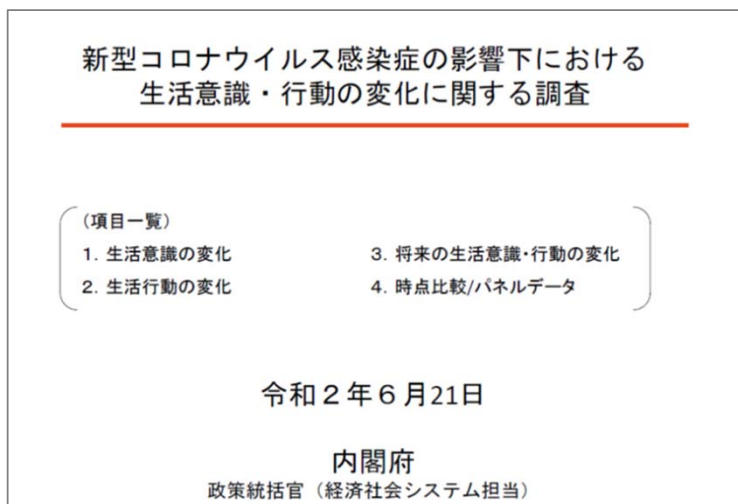 新型コロナウイルス感染症の影響下における
生活意識・行動の変化に関する調査
(項目一覧)
1. 生活意識の変化
2. 生活行動の変化
3. 将来の生活意識・行動の変化
4. 時点比較/パネルデータ
令和２年６月21日
内閣府
政策統括官（経済社会システム担当）